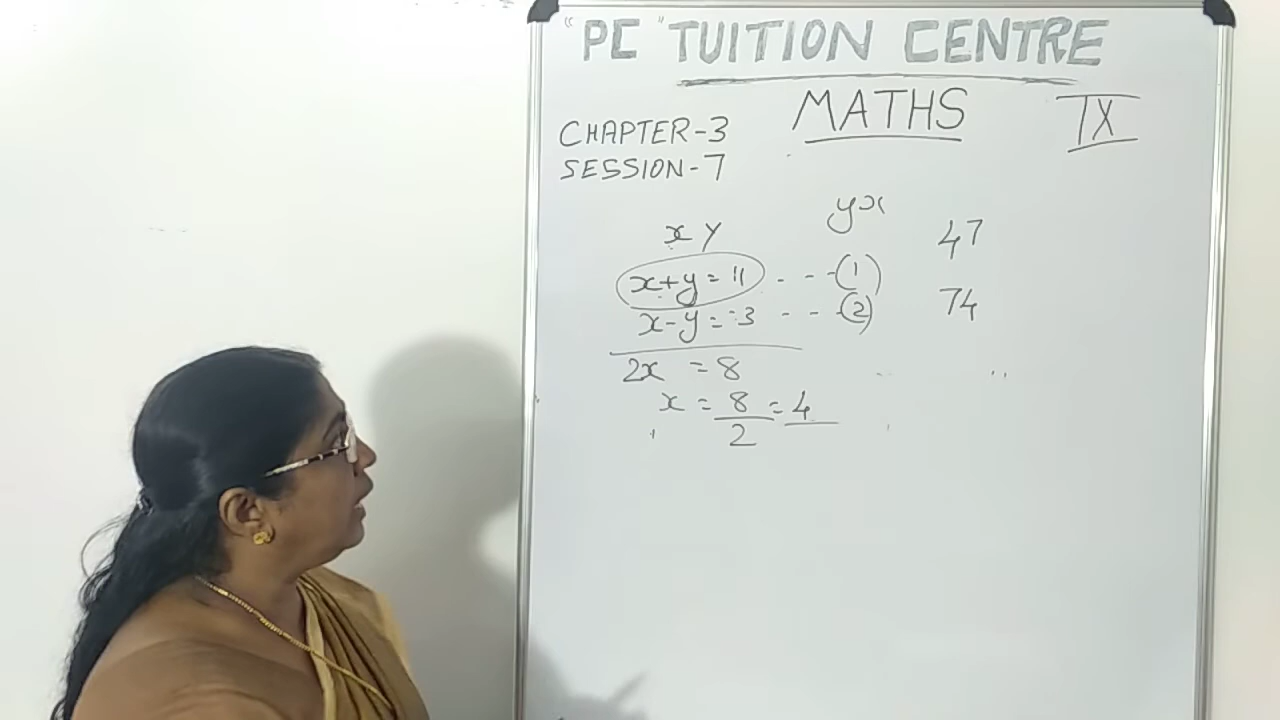 "PC" TUITION CENTRE
MATHS
IX
CHAPTER-3
SESSION-7
xy
yx
47
x+y=11 - - -(1)
x-y=-3 - - -(2)
74
2x =8
x = 8/2 = 4